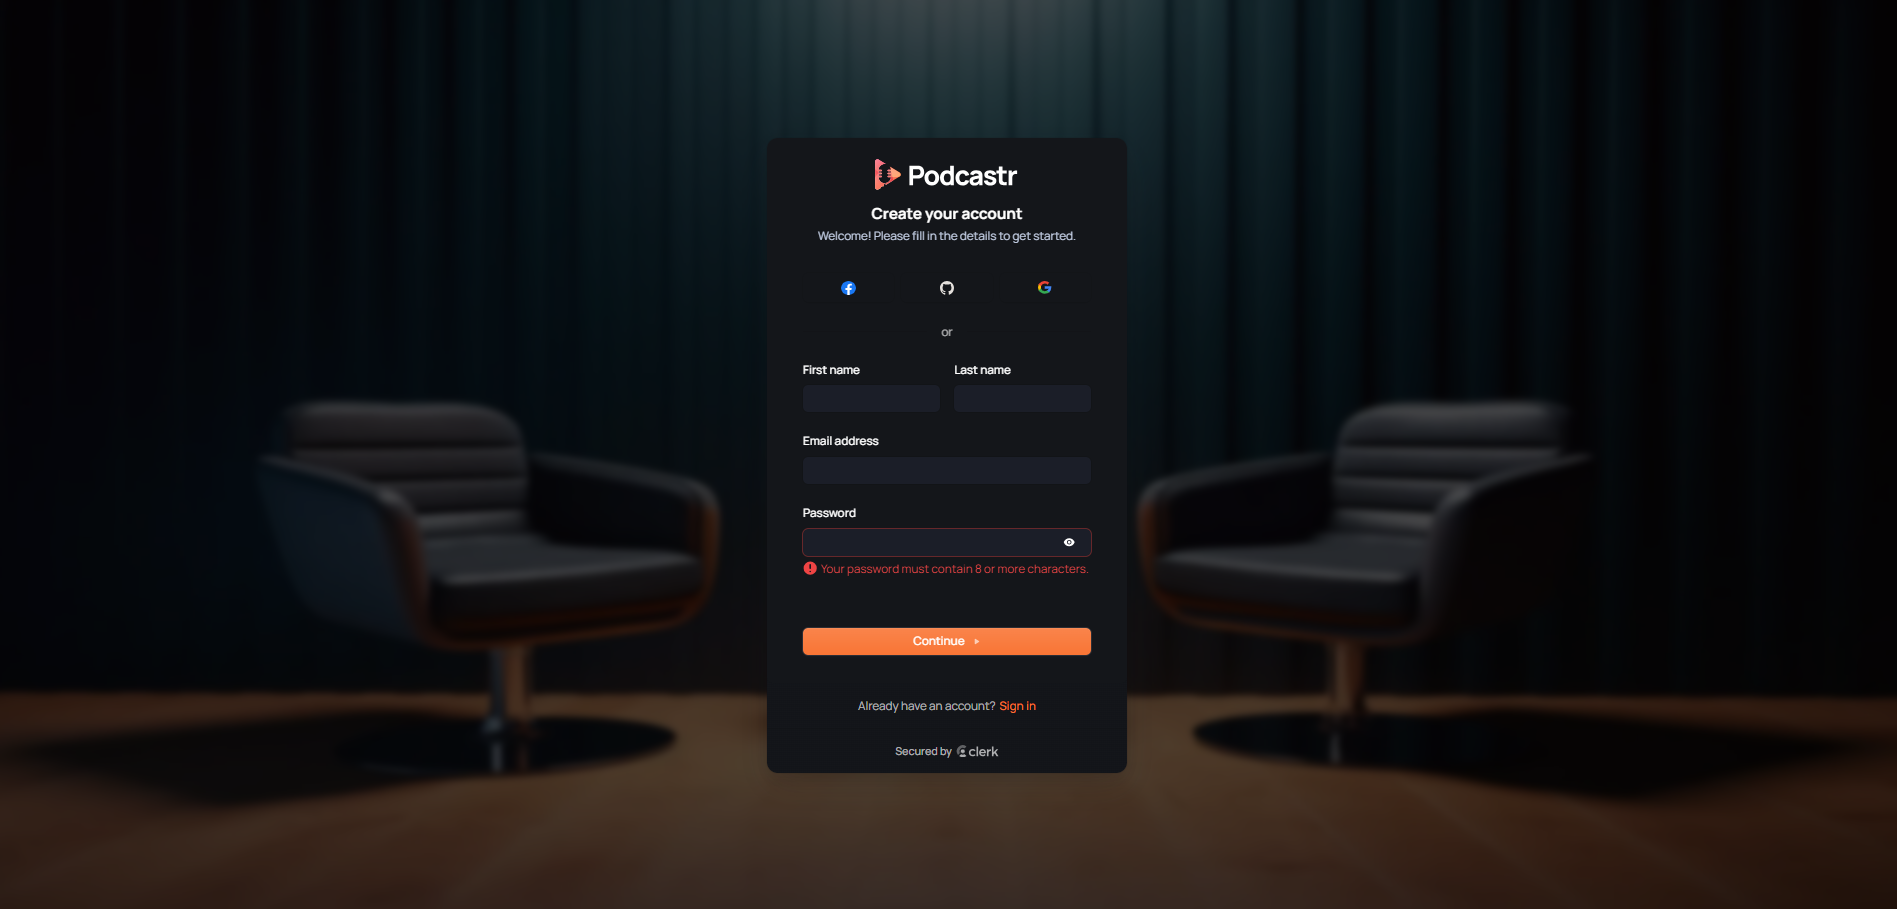 Podcastr
Create your account
Welcome! Please fill in the details to get started.
or
First name
Last name
Email address
Password
Your password must contain 8 or more characters.
Continue
Already have an account? Sign in
Secured by clerk